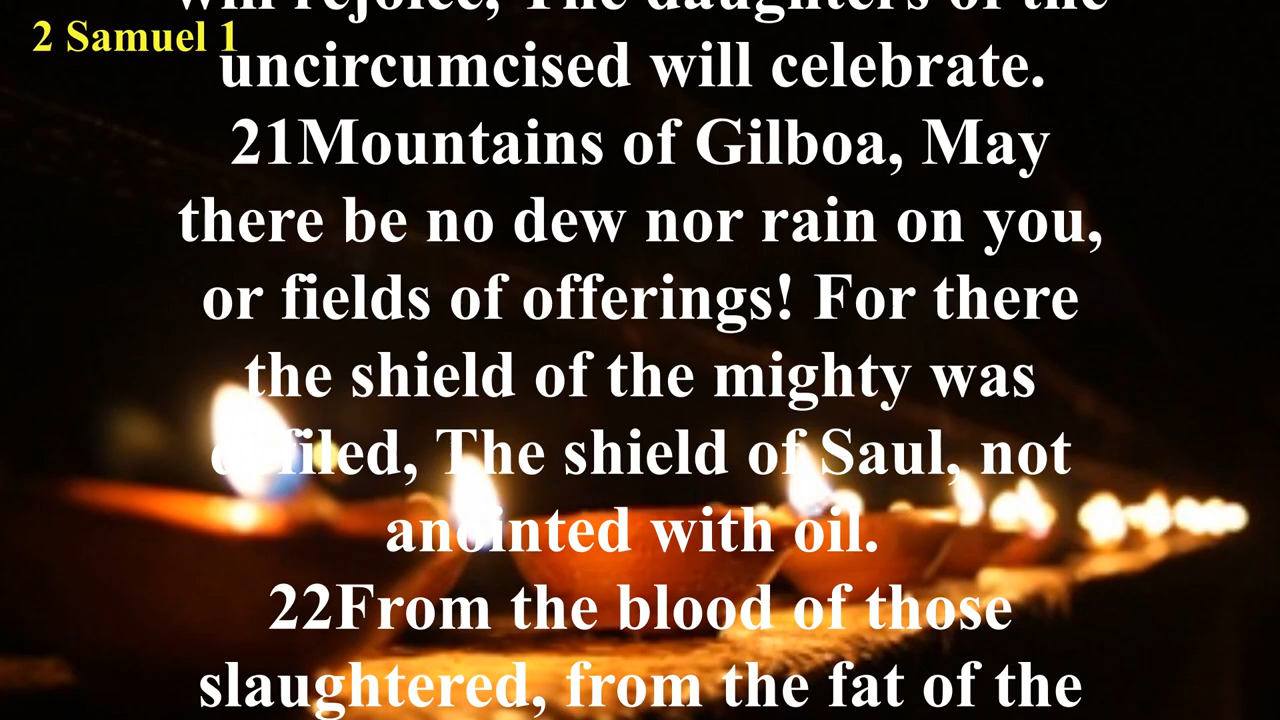 will rejoice, The daughters of the
2 Samuel 1
uncircumcised will celebrate.
21Mountains of Gilboa, May
there be no dew nor rain on you,
or fields of offerings! For there
the shield of the mighty was
defiled, The shield of Saul, not
anointed with oil.
22From the blood of those
slaughtered, from the fat of the